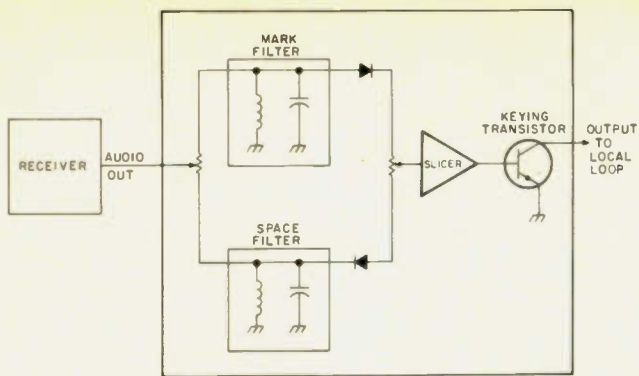 MARK
FILTER
KEYING
TRANSISTOR
OUTPUT
TO
LOCAL
LOOP
RECEIVER
AUDIO
OUT
SLICER
SPACE
FILTER